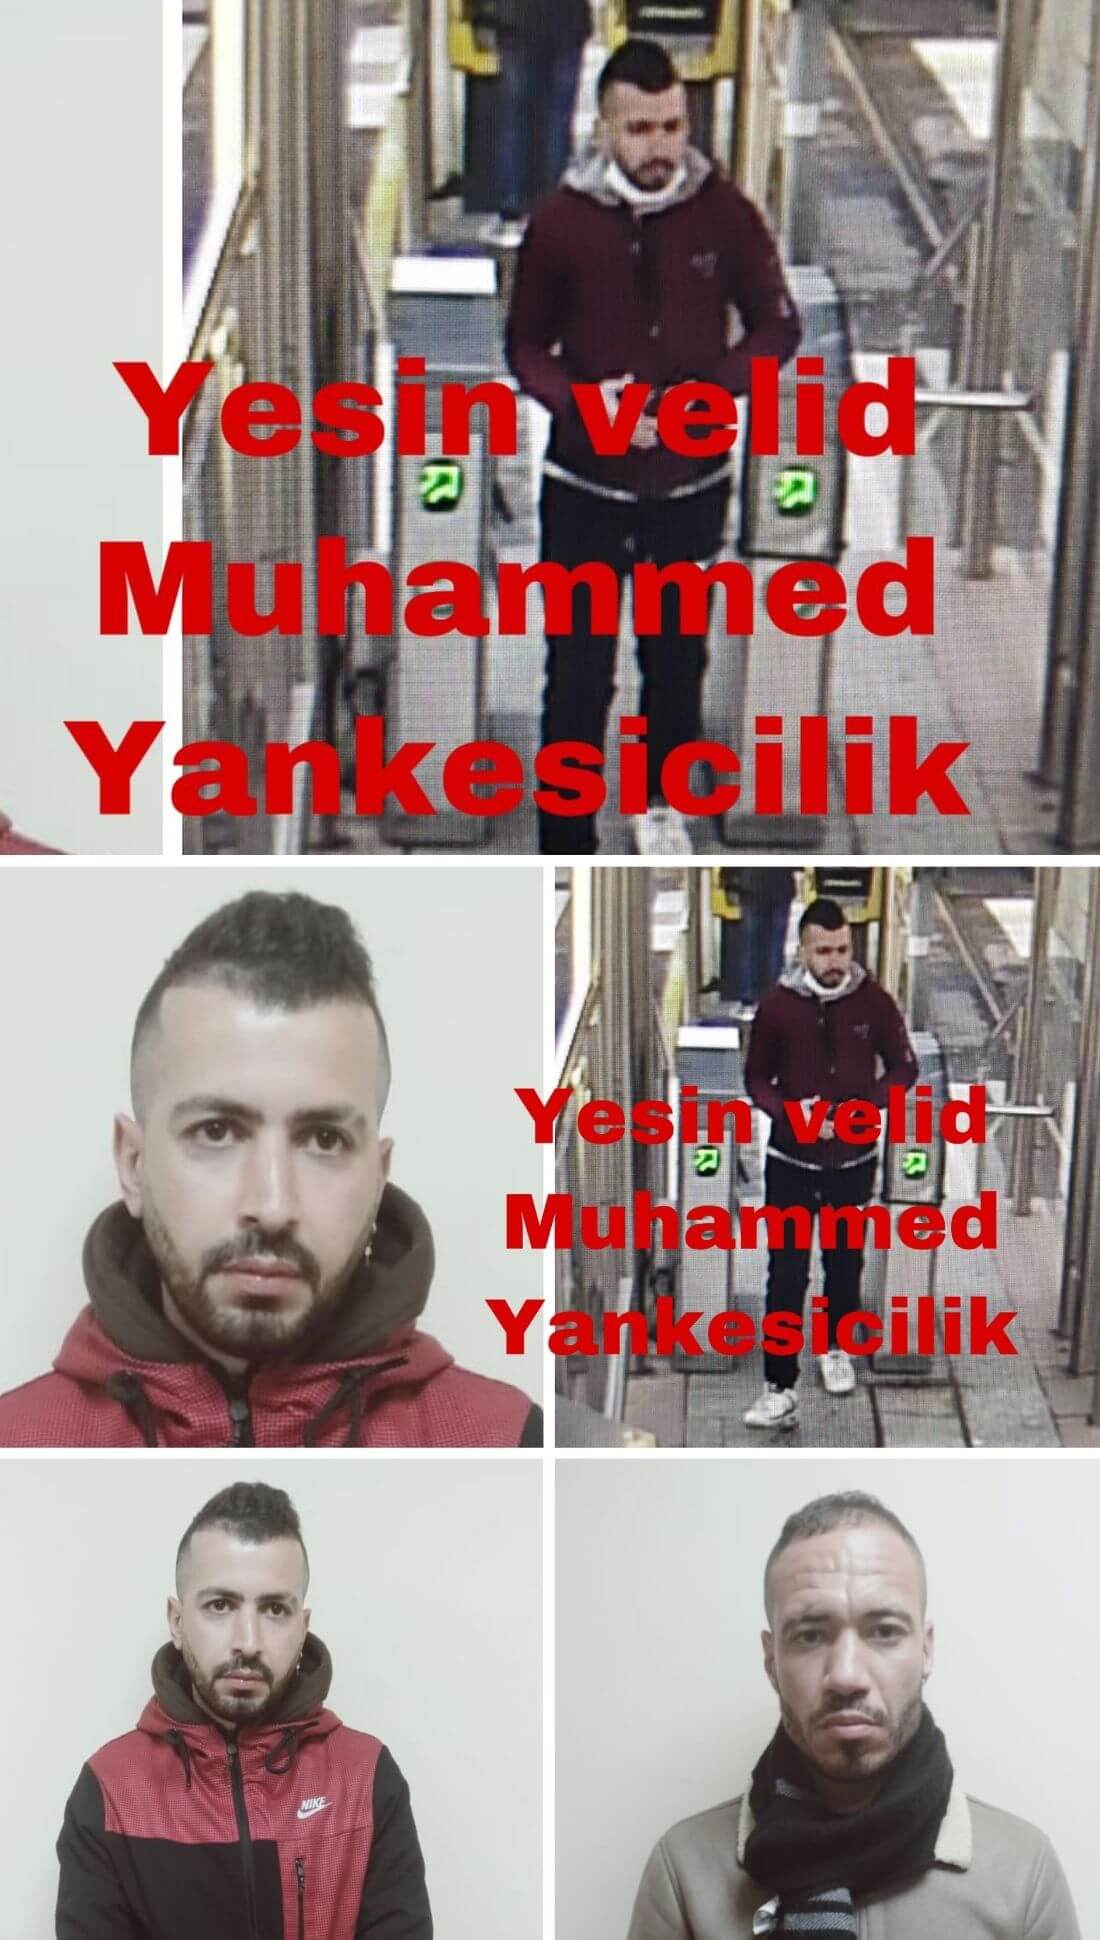 Yesin velid
Muhammed
Yankesicilik
Yesin velid
Muhammed
Yankesicilik
NIKE